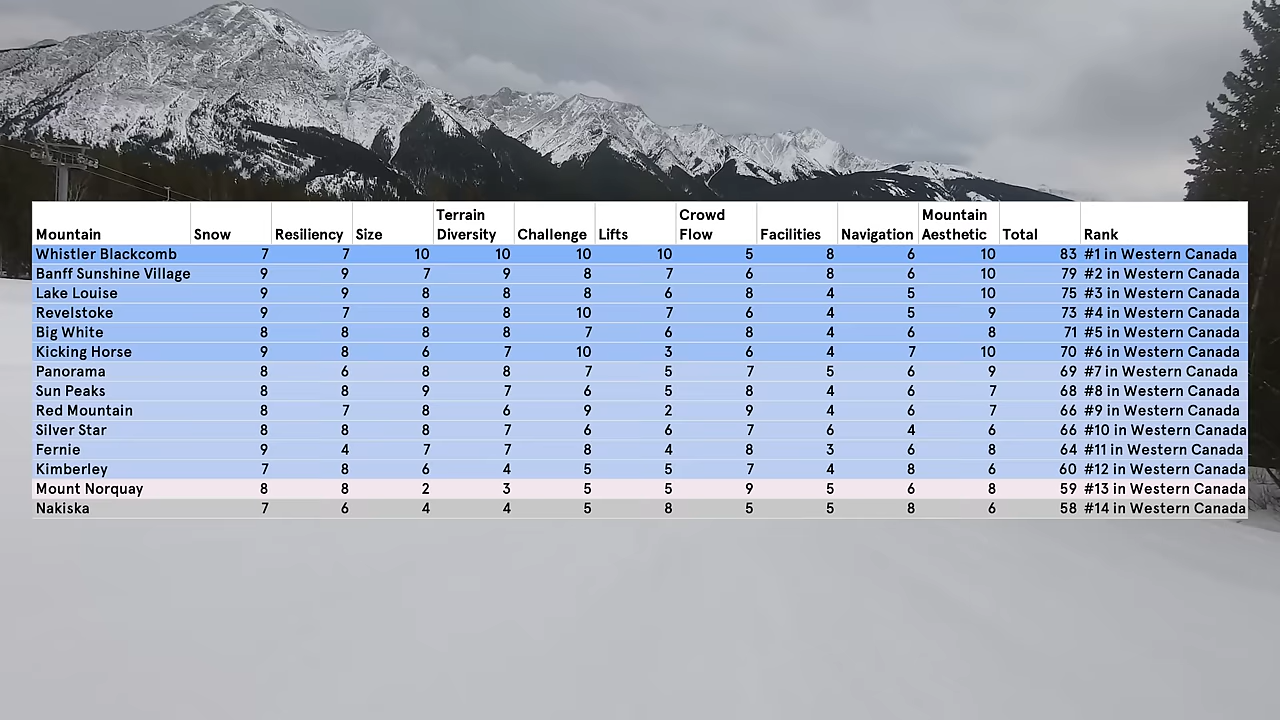 Mountain Snow Resiliency Size Terrain Diversity Challenge Lifts Crowd Flow Facilities Navigation Mountain Aesthetic Total Rank
Whistler Blackcomb 7 7 10 10 10 10 5 8 6 10 83 #1 in Western Canada
Banff Sunshine Village 9 9 7 9 8 7 6 8 6 10 79 #2 in Western Canada
Lake Louise 9 9 8 8 8 6 8 4 5 10 75 #3 in Western Canada
Revelstoke 9 7 8 8 10 7 6 4 5 9 73 #4 in Western Canada
Big White 8 8 8 8 7 6 8 4 6 8 71 #5 in Western Canada
Kicking Horse 9 8 6 7 10 3 6 4 7 10 70 #6 in Western Canada
Panorama 8 6 8 8 7 5 7 5 6 9 69 #7 in Western Canada
Sun Peaks 8 8 9 7 6 5 8 4 6 7 68 #8 in Western Canada
Red Mountain 8 7 8 6 9 2 9 4 6 7 66 #9 in Western Canada
Silver Star 8 8 8 7 6 6 7 6 4 6 66 #10 in Western Canada
Fernie 9 4 7 7 8 4 8 3 6 8 64 #11 in Western Canada
Kimberley 7 8 6 4 5 5 7 4 8 6 60 #12 in Western Canada
Mount Norquay 8 8 2 3 5 5 9 5 6 8 59 #13 in Western Canada
Nakiska 7 6 4 4 5 8 5 5 8 6 58 #14 in Western Canada